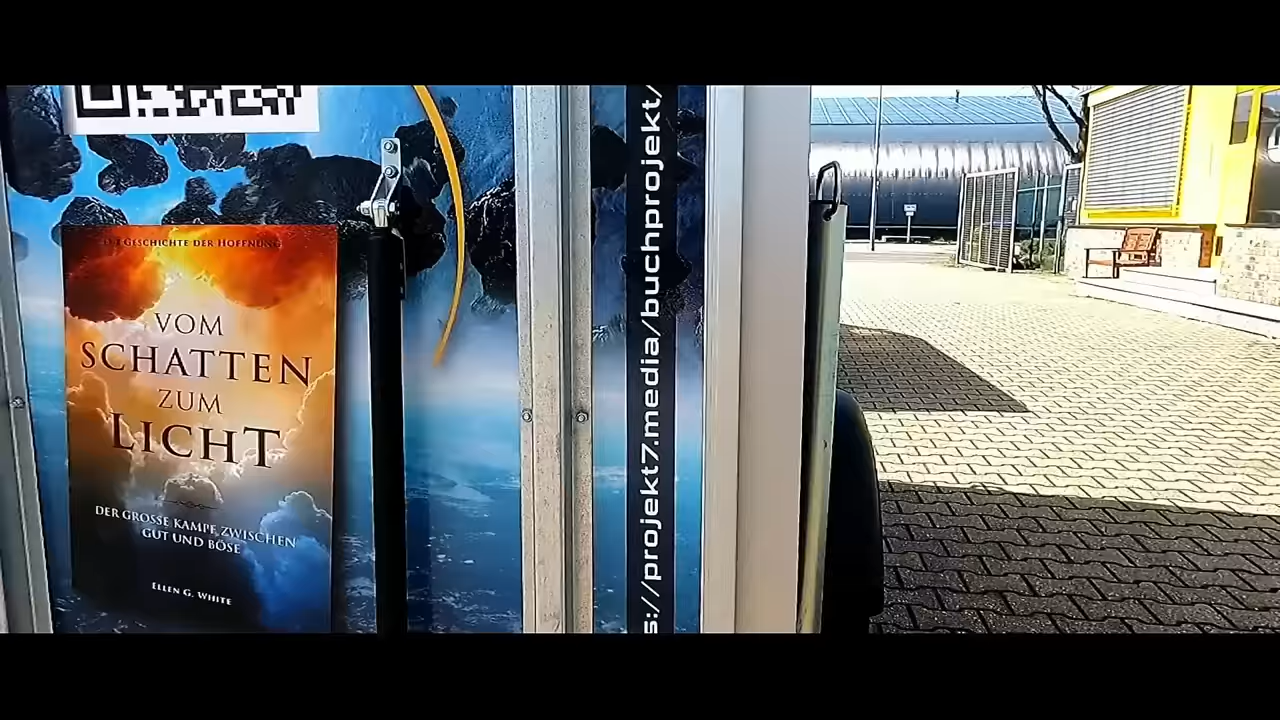 GESCHICHTE DER HOFFNUNG
VOM
SCHATTEN
ZUM
LICHT
DER GROSSE KAMPF ZWISCHEN
GUT UND BÖSE
ELLEN G. WHITE
s://projekt7.media/buchprojekt/